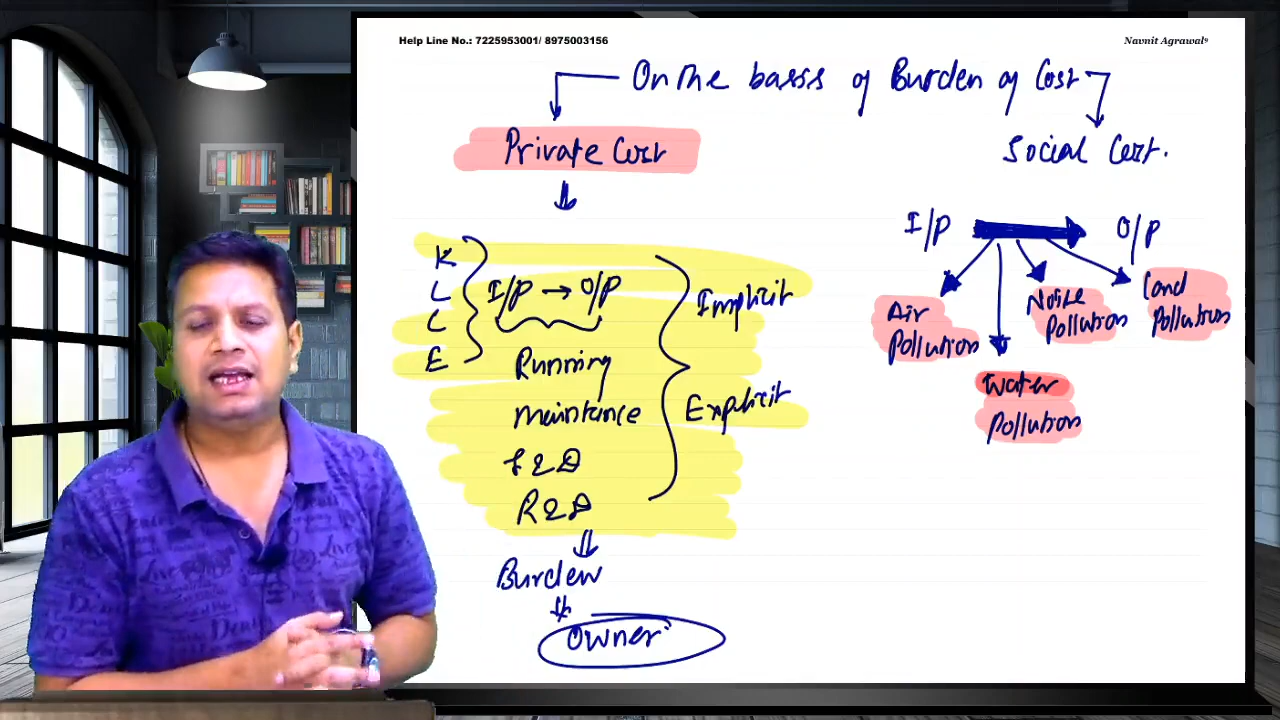 Help Line No.: 7225953001/ 8975003156
Navnit Agrawal9
On the basis of Burden of Cost
Private Cost
Social Cost.
K
L
L
E
I/P → O/P
Running
maintance
R&D
Implicit
Explicit
Burden
Owner
I/P
O/P
Air
Pollution
Water
Pollution
Noise
Pollution
Land
Pollution